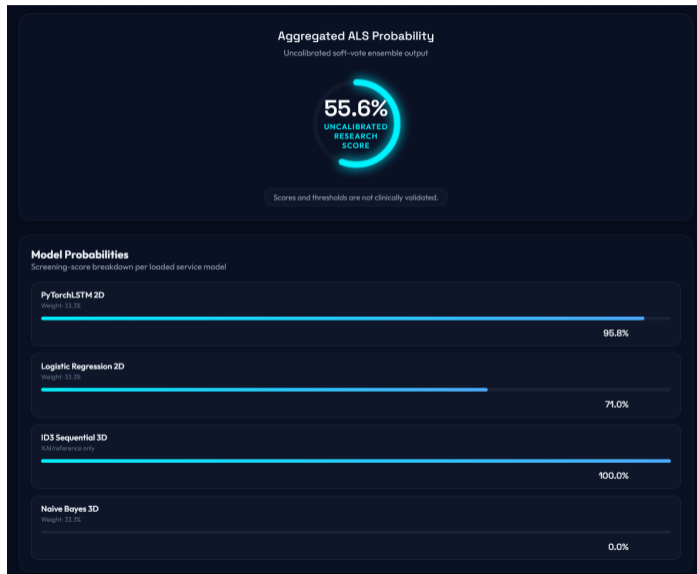 Aggregated ALS Probability
Uncalibrated soft-vote ensemble output
55.6%
UNCALIBRATED
RESEARCH
SCORE
Scores and thresholds are not clinically validated.
Model Probabilities
Screening-score breakdown per loaded service model
PyTorchLSTM 2D
Weight: 33.3%
95.8%
Logistic Regression 2D
Weight: 33.3%
71.0%
ID3 Sequential 3D
XAI/reference only
100.0%
Naive Bayes 3D
Weight: 33.3%
0.0%